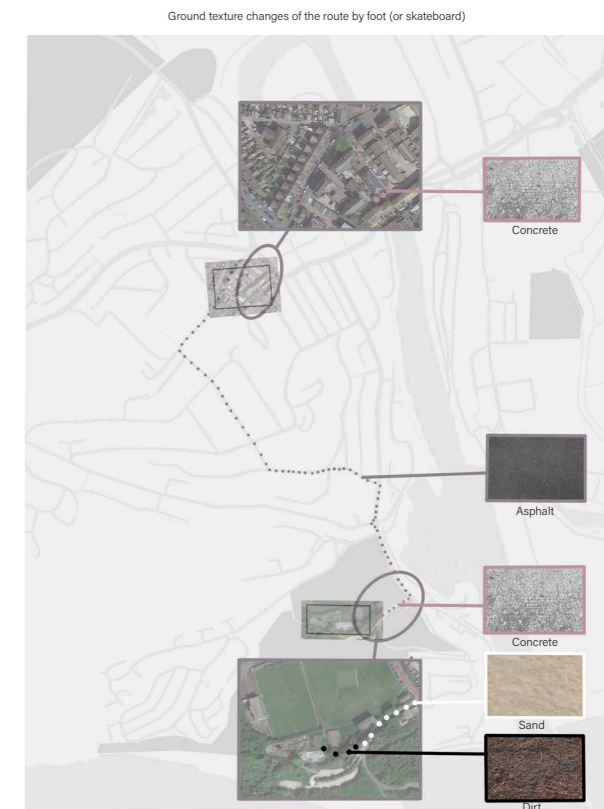 Ground texture changes of the route by foot (or skateboard)
Concrete
Asphalt
Concrete
Sand
Dirt